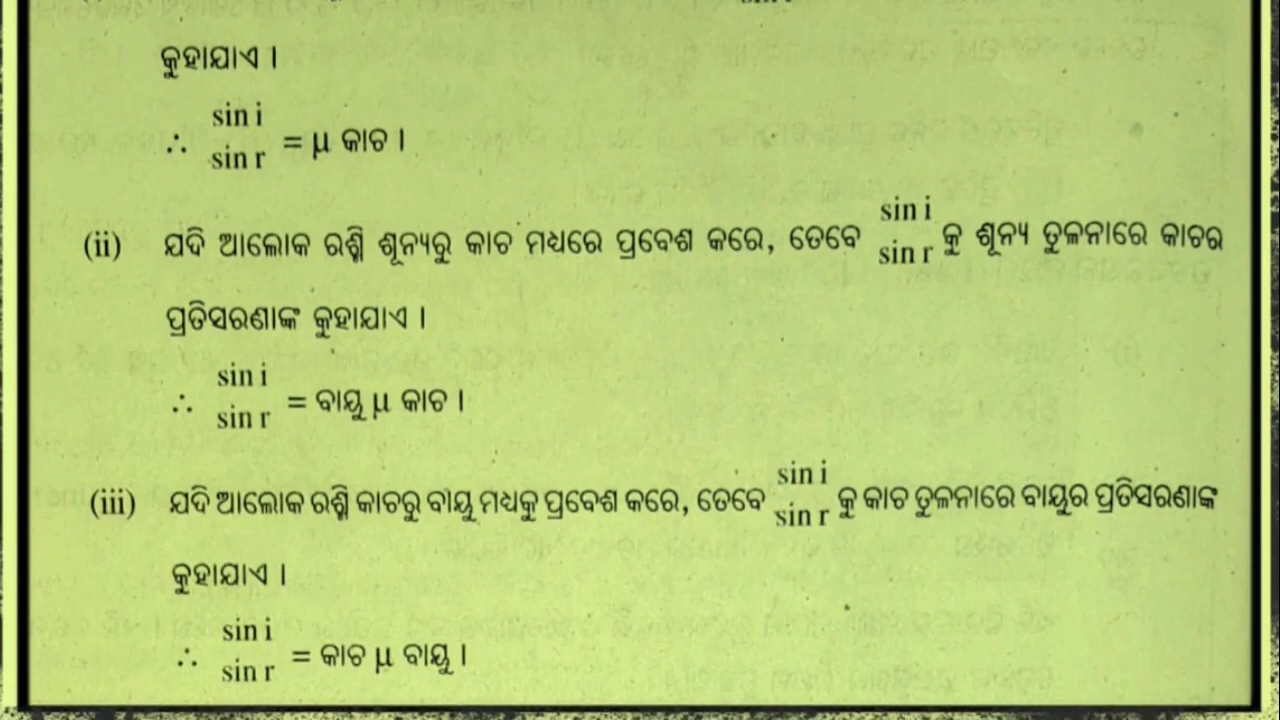 କୁହାଯାଏ ।
∴ sin i / sin r = μ କାଚ ।
(ii) ଯଦି ଆଲୋକ ରଶ୍ମି ଶୂନ୍ୟରୁ କାଚ ମଧ୍ୟରେ ପ୍ରବେଶ କରେ, ତେବେ sin i / sin r କୁ ଶୂନ୍ୟ ତୁଳନାରେ କାଚର
ପ୍ରତିସରଣାଙ୍କ କୁହାଯାଏ ।
∴ sin i / sin r = ବାୟୁ μ କାଚ ।
(iii) ଯଦି ଆଲୋକ ରଶ୍ମି କାଚରୁ ବାୟୁ ମଧ୍ୟକୁ ପ୍ରବେଶ କରେ, ତେବେ sin i / sin r କୁ କାଚ ତୁଳନାରେ ବାୟୁର ପ୍ରତିସରଣାଙ୍କ
କୁହାଯାଏ ।
∴ sin i / sin r = କାଚ μ ବାୟୁ ।